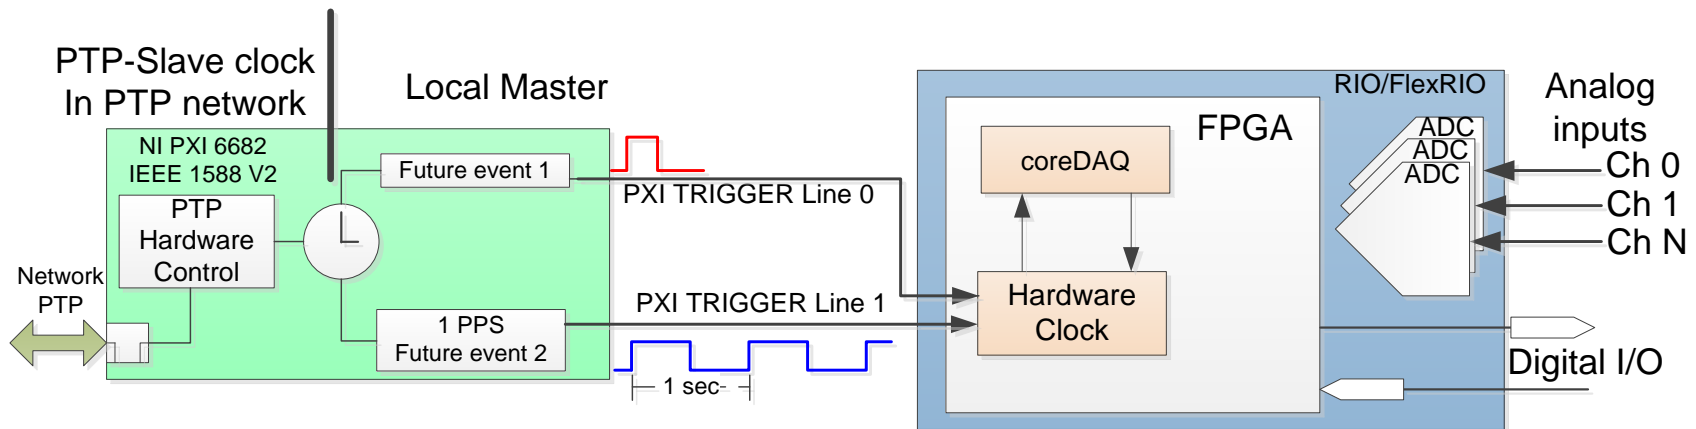 PTP-Slave clock
In PTP network
Local Master
NI PXI 6682
IEEE 1588 V2
PTP
Hardware
Control
Network
PTP
Future event 1
1 PPS
Future event 2
PXI TRIGGER Line 0
PXI TRIGGER Line 1
1 sec
RIO/FlexRIO
FPGA
coreDAQ
Hardware
Clock
ADC
ADC
ADC
Analog
inputs
Ch 0
Ch 1
Ch N
Digital I/O